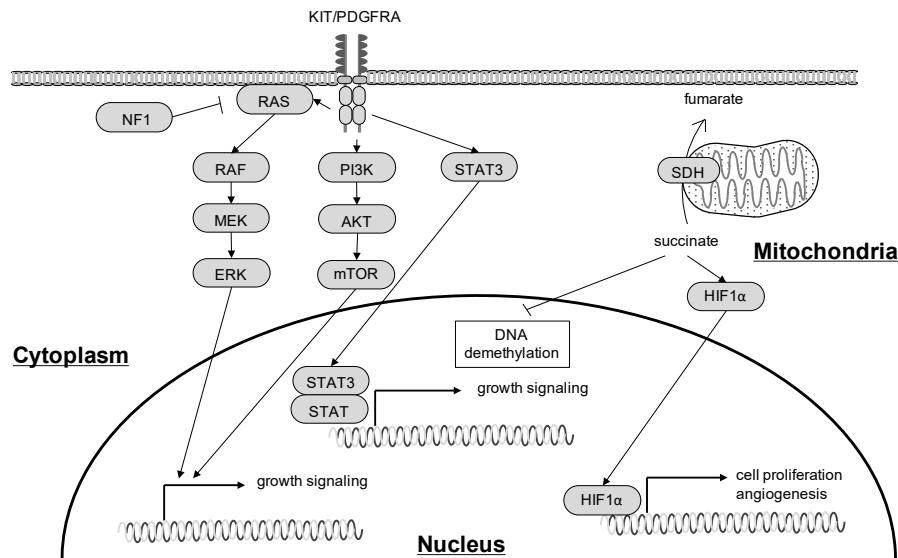 KIT/PDGFRA
fumarate
RAS
NF1
RAF
PI3K
STAT3
SDH
MEK
AKT
succinate
Mitochondria
ERK
mTOR
HIF1α
DNA
demethylation
Cytoplasm
STAT3
growth signaling
STAT
growth signaling
cell proliferation
angiogenesis
HIF1α
Nucleus